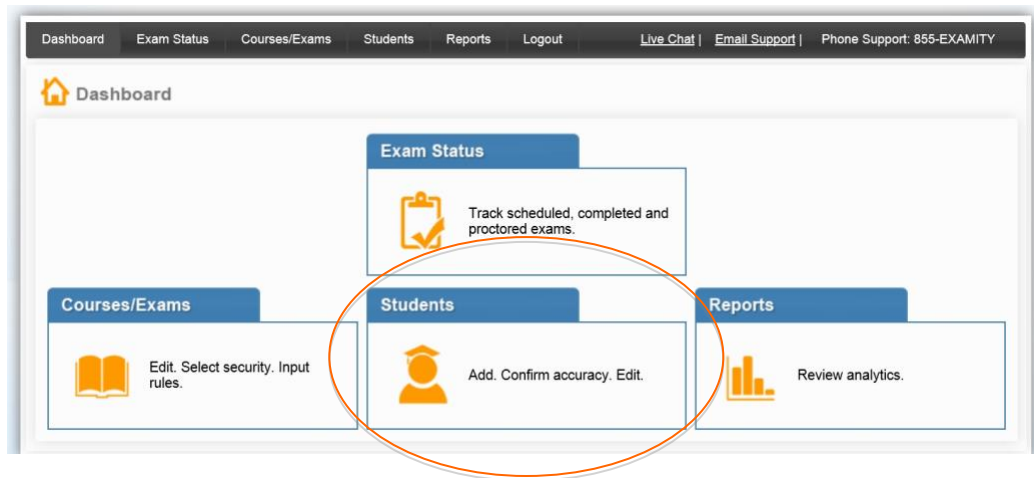 Dashboard Exam Status Courses/Exams Students Reports Logout Live Chat | Email Support | Phone Support: 855-EXAMITY
Dashboard
Exam Status
Track scheduled, completed and
proctored exams.
Courses/Exams
Edit. Select security. Input
rules.
Students
Add. Confirm accuracy. Edit.
Reports
Review analytics.